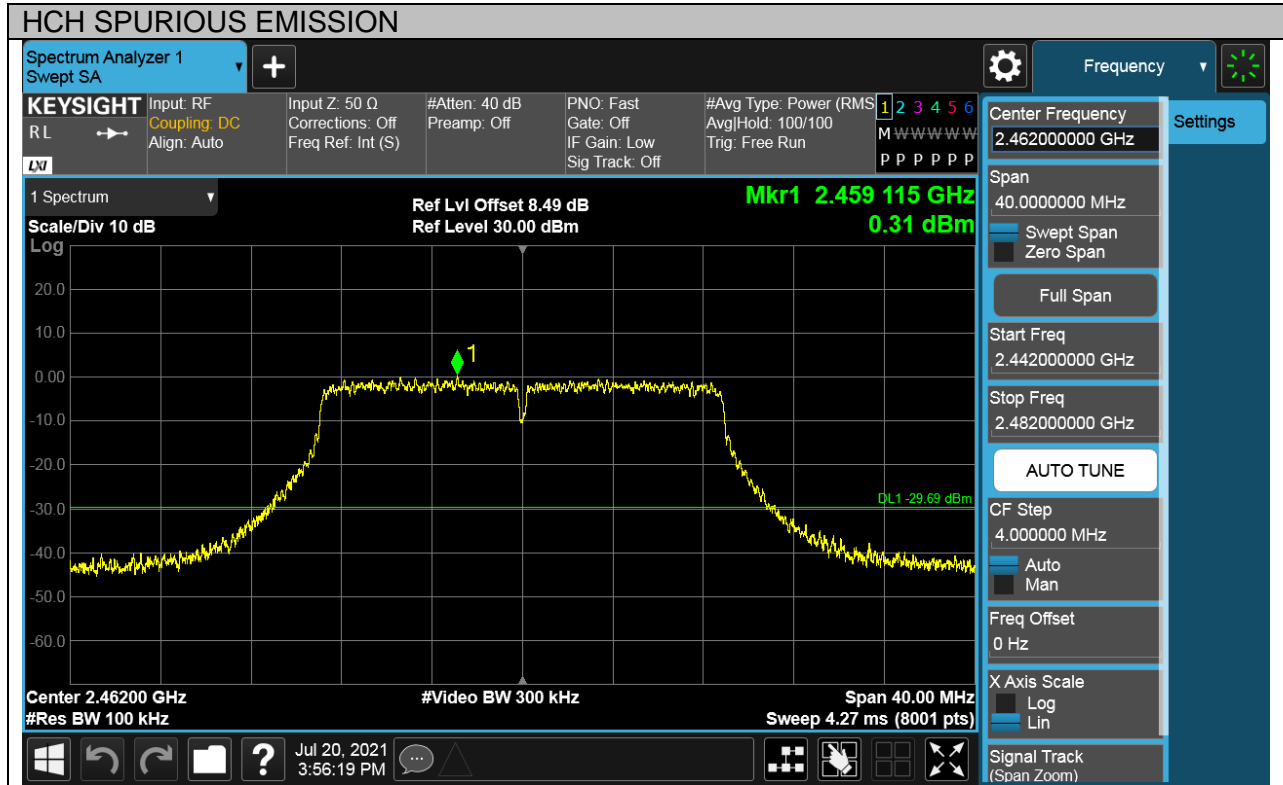 HCH SPURIOUS EMISSION
Spectrum Analyzer 1
Swept SA
+
Frequency
KEYSIGHT
RL
LXI
Input: RF
Coupling: DC
Align: Auto
Input Z: 50 Ω
Corrections: Off
Freq Ref: Int (S)
#Atten: 40 dB
Preamp: Off
PNO: Fast
Gate: Off
IF Gain: Low
Sig Track: Off
#Avg Type: Power (RMS
Avg|Hold: 100/100
Trig: Free Run
1 2 3 4 5 6
M W W W W W
P P P P P P
1 Spectrum
Scale/Div 10 dB
Ref Lvl Offset 8.49 dB
Ref Level 30.00 dBm
Mkr1 2.459 115 GHz
0.31 dBm
Log
20.0
10.0
0.00
-10.0
-20.0
-30.0
-40.0
-50.0
-60.0
1
DL1 -29.69 dBm
Center 2.46200 GHz
#Res BW 100 kHz
#Video BW 300 kHz
Span 40.00 MHz
Sweep 4.27 ms (8001 pts)
?
Jul 20, 2021
3:56:19 PM
Center Frequency
2.462000000 GHz
Settings
Span
40.0000000 MHz
Swept Span
Zero Span
Full Span
Start Freq
2.442000000 GHz
Stop Freq
2.482000000 GHz
AUTO TUNE
CF Step
4.000000 MHz
Auto
Man
Freq Offset
0 Hz
X Axis Scale
Log
Lin
Signal Track
(Span Zoom)